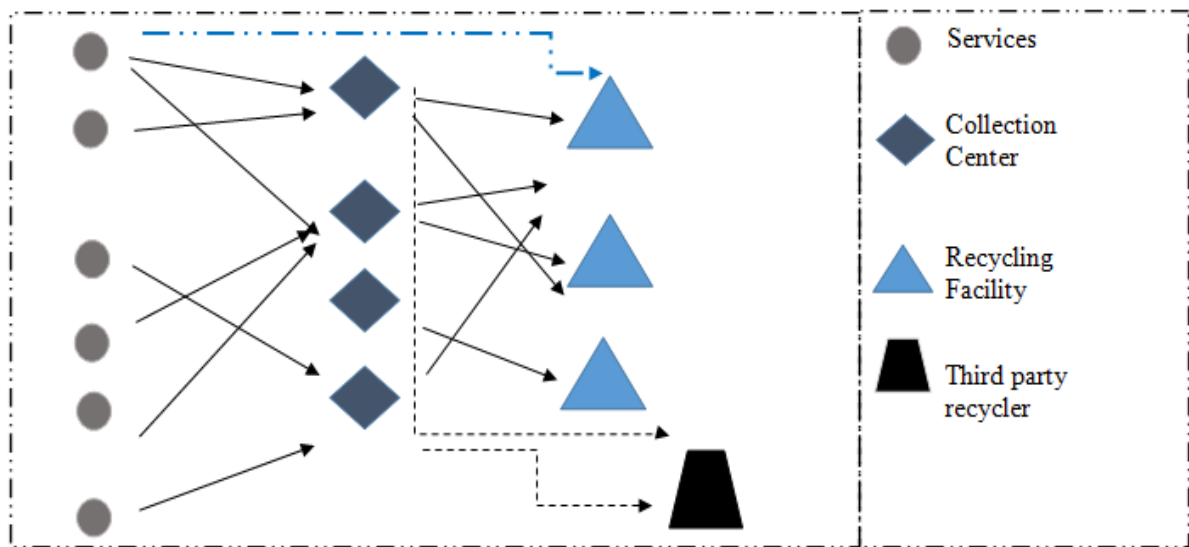 Services
Collection
Center
Recycling
Facility
Third party
recycler